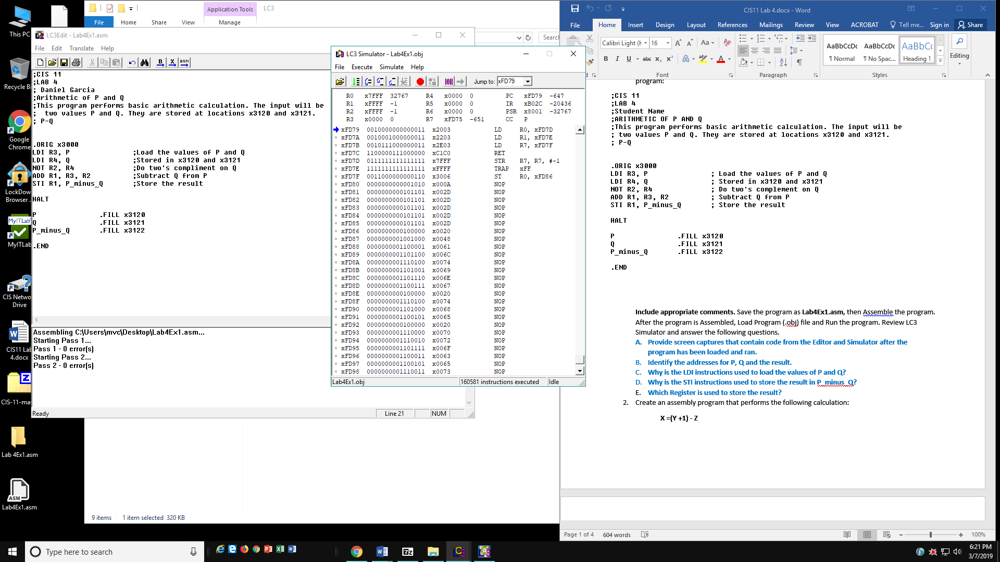 This PC
Recycle Bi
Google
Chrome
LockDow
Browser .
MyITLab
MyITLab
CIS Netwo
Drive
CIS11 Lab
4.docx
CIS-11-mas
Lab 4Ex1.asm
ASM
Lab4Ex1.asm
Application Tools
LC3
File
Home
Share
View
Manage
Search
9 items
1 item selected 320 KB
LC3Edit - Lab4Ex1.asm
File Edit Translate Help
;CIS 11
;LAB 4
; Daniel Garcia
;Arithmetic of P and Q
;This program performs basic arithmetic calculation. The input will be
; two values P and Q. They are stored at locations x3120 and x3121.
; P-Q
.ORIG x3000
LDI R3, P ;Load the values of P and Q
LDI R4, Q ;Stored in x3120 and x3121
NOT R2, R4 ;Do two's compliment on Q
ADD R1, R3, R2 ;Subtract Q from P
STI R1, P_minus_Q ;Store the result
HALT
P .FILL x3120
Q .FILL x3121
P_minus_Q .FILL x3122
.END
Assembling C:\Users\mvc\Desktop\Lab4Ex1.asm...
Starting Pass 1...
Pass 1 - 0 error(s)
Starting Pass 2...
Pass 2 - 0 error(s)
Ready
Line 21
NUM
LC3 Simulator - Lab4Ex1.obj
File Execute Simulate Help
Jump to: xFD79
R0 x7FFF 32767 R4 x0000 0 PC xFD79 -647
R1 xFFFF -1 R5 x0000 0 IR xB02C -20436
R2 xFFFF -1 R6 x0000 0 PSR x8001 -32767
R3 x0000 0 R7 xFD75 -651 CC P
xFD79 0010000000000011 x2003 LD R0, xFD7D
xFD7A 0010001000000011 x2203 LD R1, xFD7E
xFD7B 0010111000000011 x2E03 LD R7, xFD7F
xFD7C 1100000111000000 xC1C0 RET
xFD7D 0111111111111111 x7FFF STR R7, R7, #-1
xFD7E 1111111111111111 xFFFF TRAP xFF
xFD7F 0011000000000110 x3006 ST R0, xFD86
xFD80 0000000000001010 x000A NOP
xFD81 0000000000101101 x002D NOP
xFD82 0000000000101101 x002D NOP
xFD83 0000000000101101 x002D NOP
xFD84 0000000000101101 x002D NOP
xFD85 0000000000101101 x002D NOP
xFD86 0000000000100000 x0020 NOP
xFD87 0000000001001000 x0048 NOP
xFD88 0000000001100001 x0061 NOP
xFD89 0000000001101100 x006C NOP
xFD8A 0000000001110100 x0074 NOP
xFD8B 0000000001101001 x0069 NOP
xFD8C 0000000001101110 x006E NOP
xFD8D 0000000001100111 x0067 NOP
xFD8E 0000000000100000 x0020 NOP
xFD8F 0000000001110100 x0074 NOP
xFD90 0000000001101000 x0068 NOP
xFD91 0000000001100101 x0065 NOP
xFD92 0000000000100000 x0020 NOP
xFD93 0000000001110000 x0070 NOP
xFD94 0000000001110010 x0072 NOP
xFD95 0000000001101111 x006F NOP
xFD96 0000000001100011 x0063 NOP
xFD97 0000000001100101 x0065 NOP
xFD98 0000000001110011 x0073 NOP
Lab4Ex1.obj
160581 instructions executed
Idle
CIS11 Lab 4.docx - Word
File Home Insert Design Layout References Mailings Review View ACROBAT Tell me... Sign in Share
Calibri Light (H 16
AaBbCcDc AaBbCcDc AaBbCc
¶ Normal ¶ No Spac... Heading 1
Editing
Paragraph
Styles
program:
;CIS 11
;LAB 4
;Student Name
;ARITHMETIC OF P AND Q
;This program performs basic arithmetic calculation. The input will be
; two values P and Q. They are stored at locations x3120 and x3121.
; P-Q
.ORIG x3000
LDI R3, P ; Load the values of P and Q
LDI R4, Q ; Stored in x3120 and x3121
NOT R2, R4 ; Do two's complement on Q
ADD R1, R3, R2 ; Subtract Q from P
STI R1, P_minus_Q ; Store the result
HALT
P .FILL x3120
Q .FILL x3121
P_minus_Q .FILL x3122
.END
Include appropriate comments. Save the program as Lab4Ex1.asm, then Assemble the program.
After the program is Assembled, Load Program (.obj) file and Run the program. Review LC3
Simulator and answer the following questions.
A. Provide screen captures that contain code from the Editor and Simulator after the
program has been loaded and ran.
B. Identify the addresses for P, Q and the result.
C. Why is the LDI instructions used to load the values of P and Q?
D. Why is the STI instructions used to store the result in P_minus_Q?
E. Which Register is used to store the result?
2. Create an assembly program that performs the following calculation:
X =(Y +1) - Z
Page 1 of 4
604 words
100%
Type here to search
6:21 PM
3/7/2019